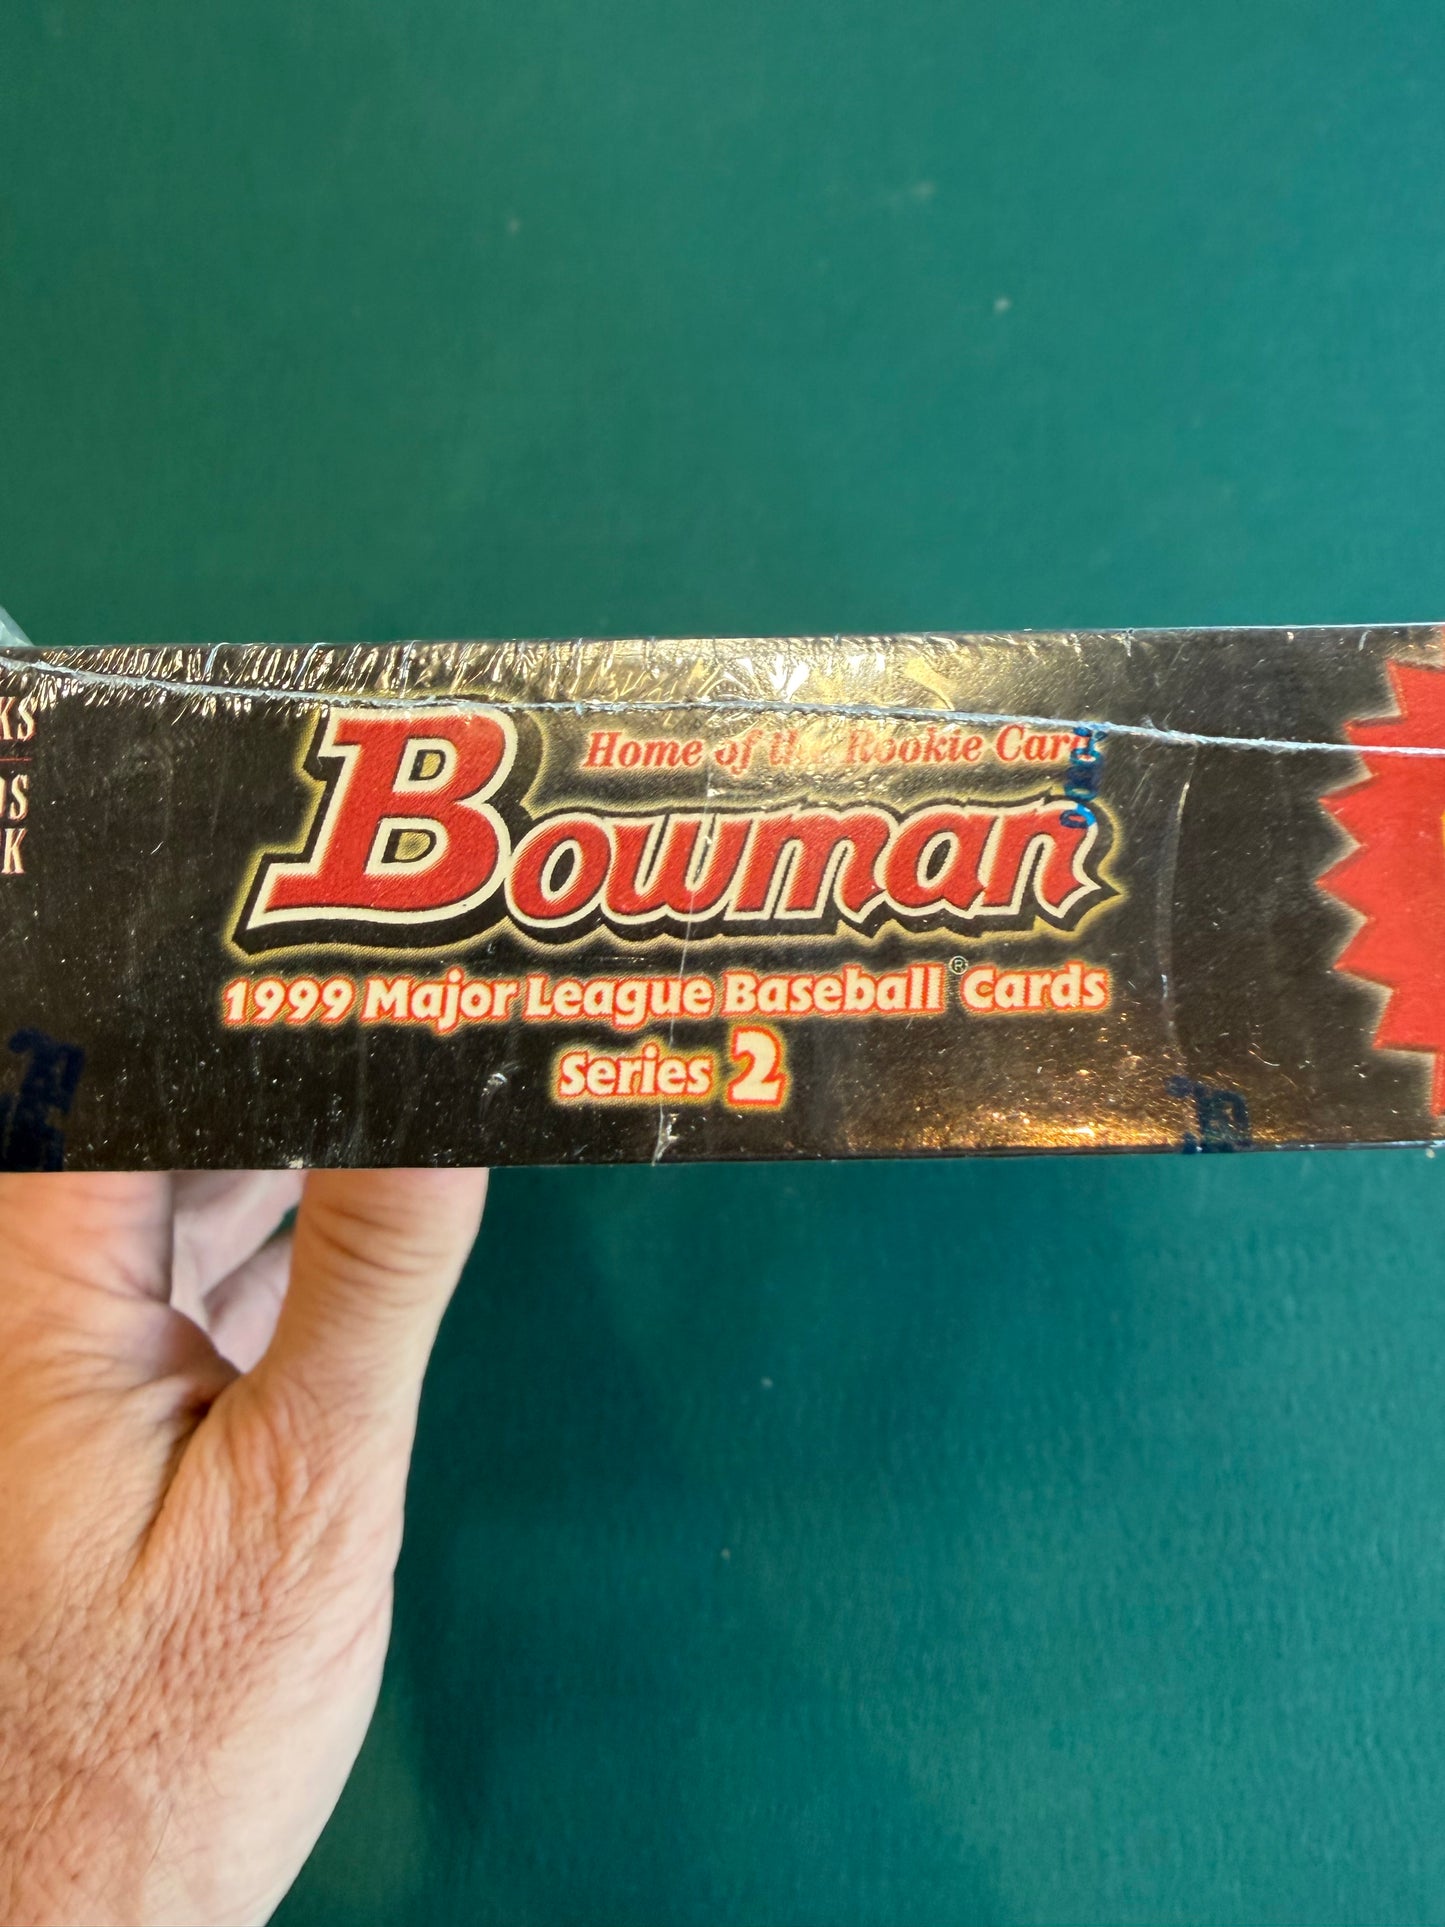 Home of the Rookie Card
Bowman
1999 Major League Baseball® Cards
Series 2